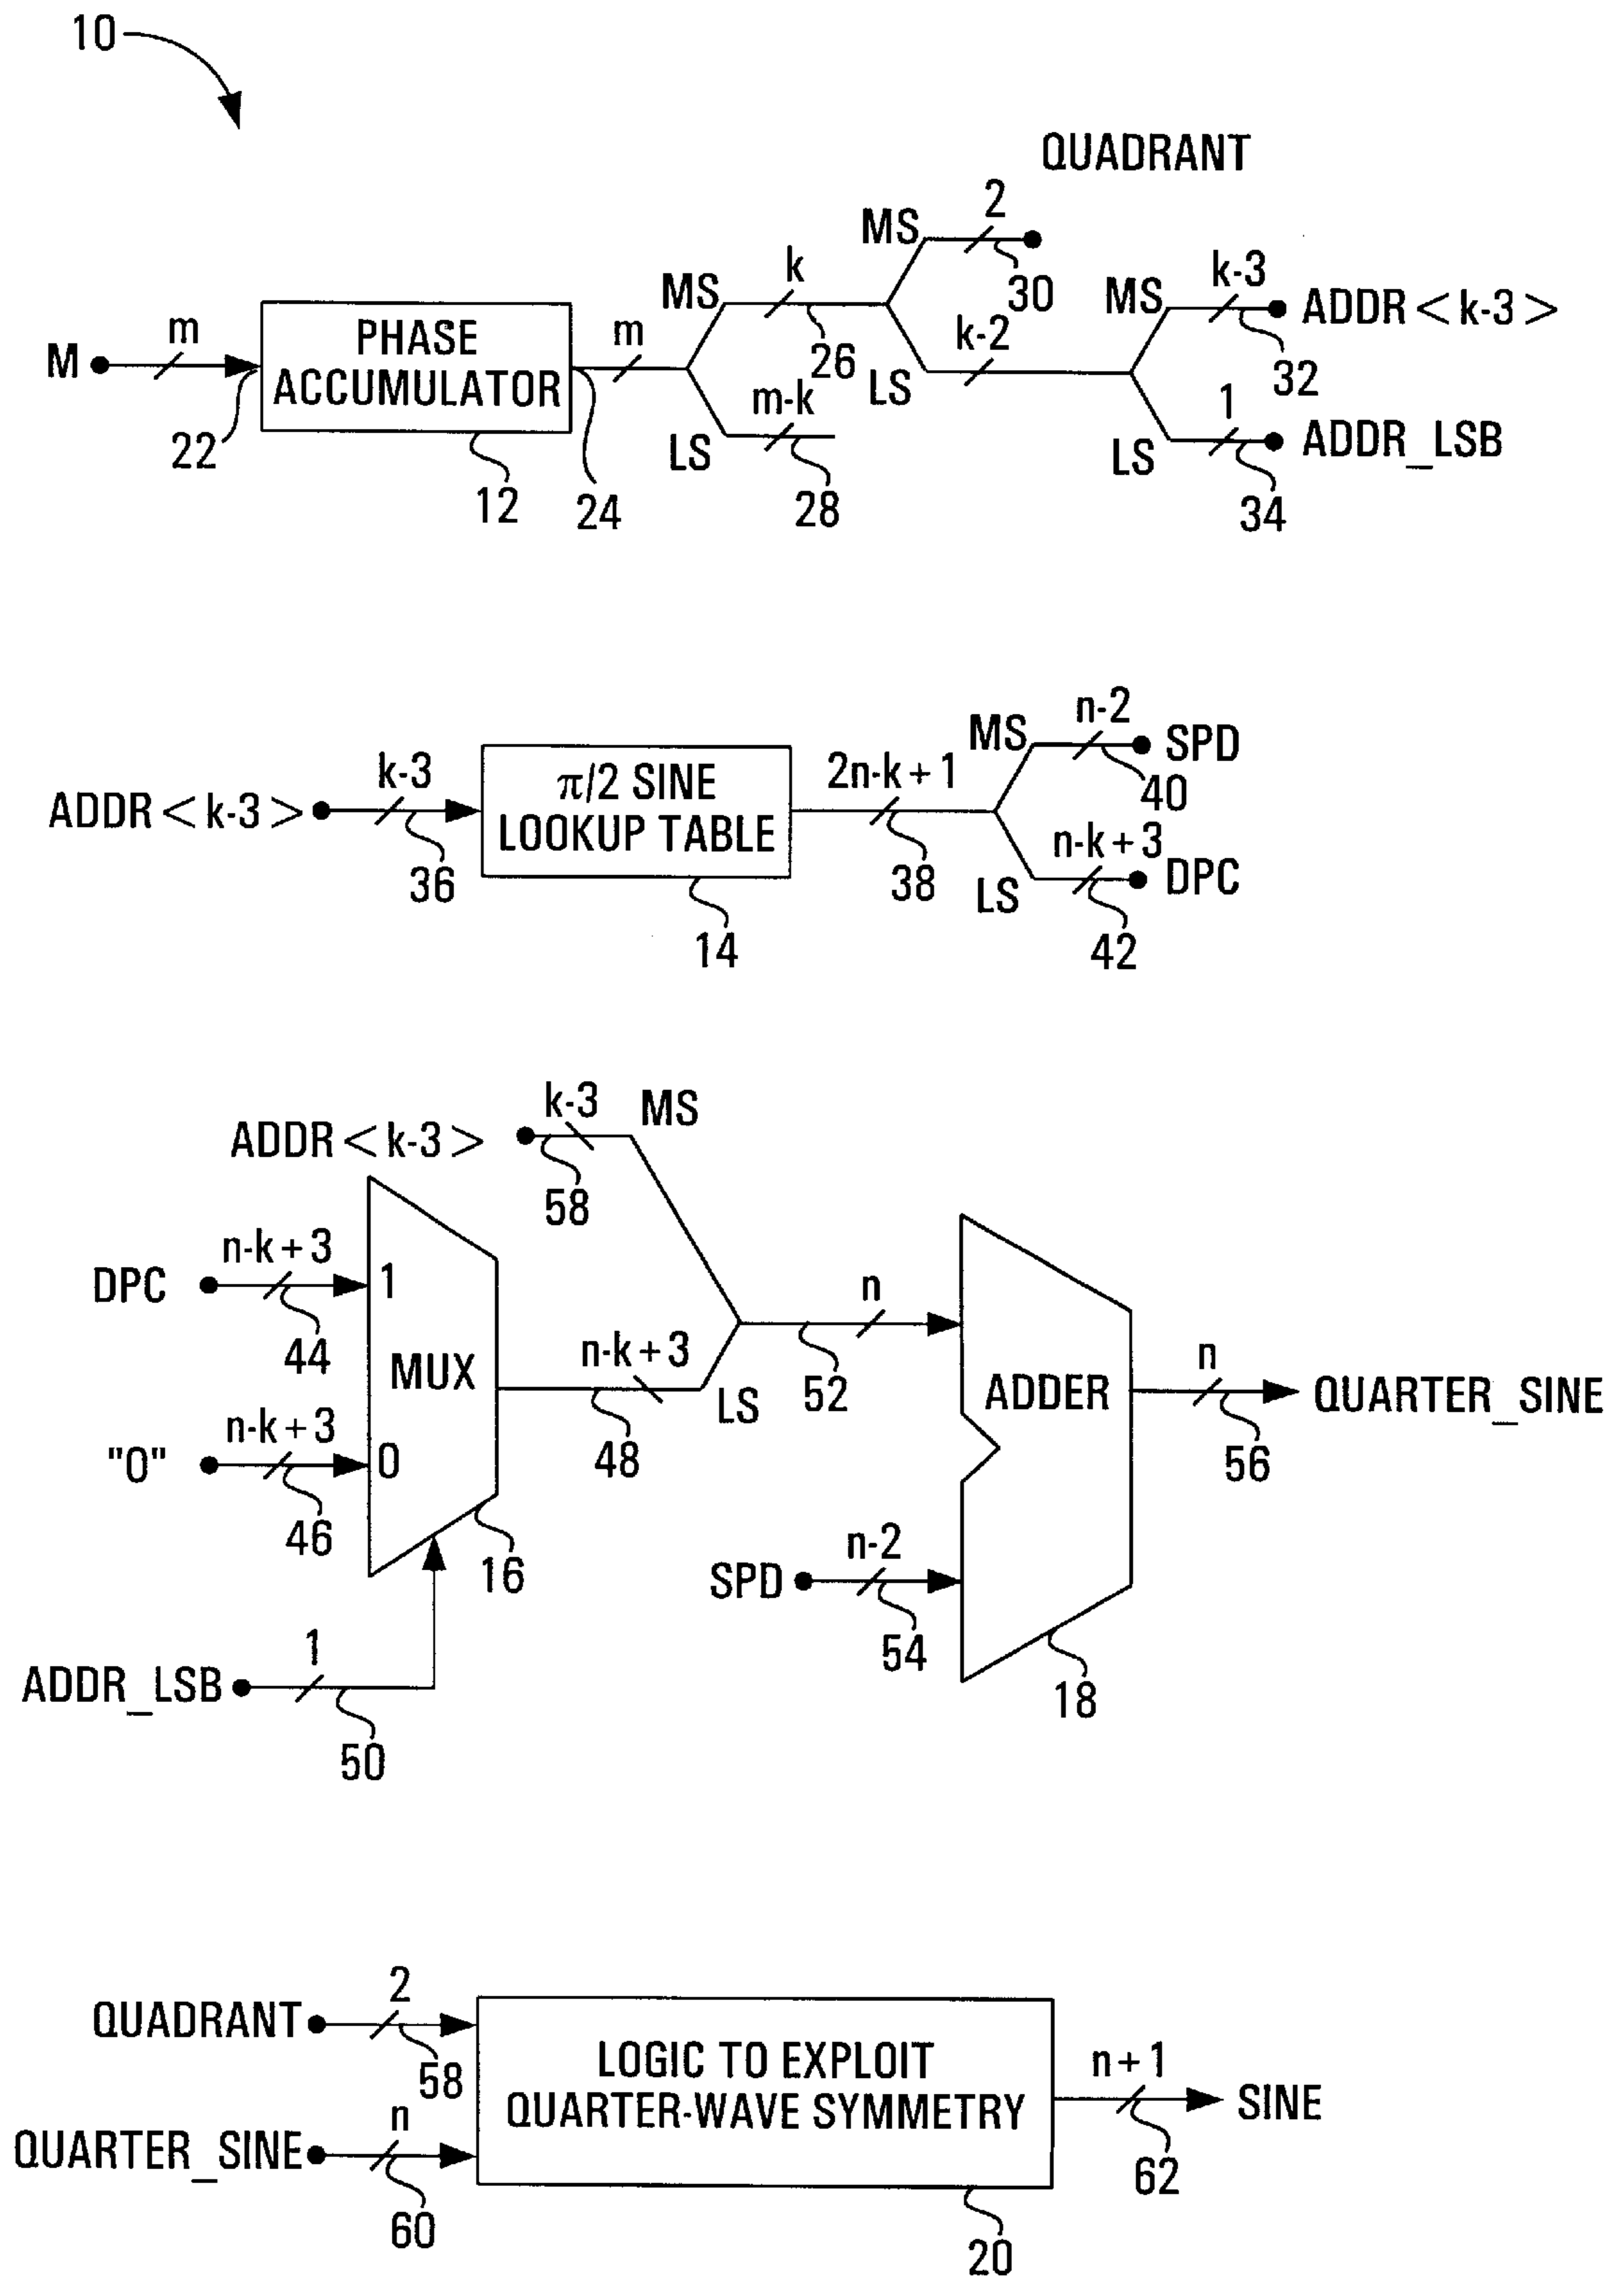 10
QUADRANT
MS 2
30
MS k
26
k-2
LS
MS k-3 ADDR<k-3>
32
1 ADDR_LSB
LS
34
M m
22
PHASE
ACCUMULATOR
12
24
m
m-k
LS
28
ADDR<k-3> k-3
36
π/2 SINE
LOOKUP TABLE
14
2n-k+1
38
MS n-2 SPD
40
n-k+3 DPC
LS
42
ADDR<k-3> k-3 MS
58
DPC n-k+3 1
44
MUX
"0" n-k+3 0
46
16
n-k+3
48
LS
n
52
ADDER
n QUARTER_SINE
56
SPD n-2
54
18
ADDR_LSB 1
50
QUADRANT 2
58
QUARTER_SINE n
60
LOGIC TO EXPLOIT
QUARTER-WAVE SYMMETRY
20
n+1 SINE
62